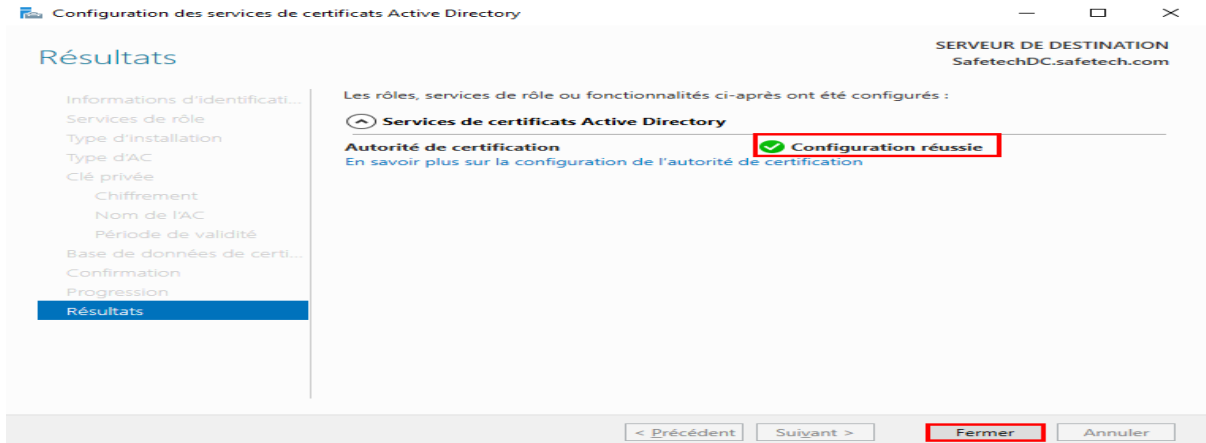 Configuration des services de certificats Active Directory
Résultats
SERVEUR DE DESTINATION
SafetechDC.safetech.com
Informations d'identificati...
Services de rôle
Type d'installation
Type d'AC
Clé privée
Chiffrement
Nom de l'AC
Période de validité
Base de données de certi...
Confirmation
Progression
Résultats
Les rôles, services de rôle ou fonctionnalités ci-après ont été configurés :
Services de certificats Active Directory
Autorité de certification Configuration réussie
En savoir plus sur la configuration de l'autorité de certification
< Précédent Suivant > Fermer Annuler